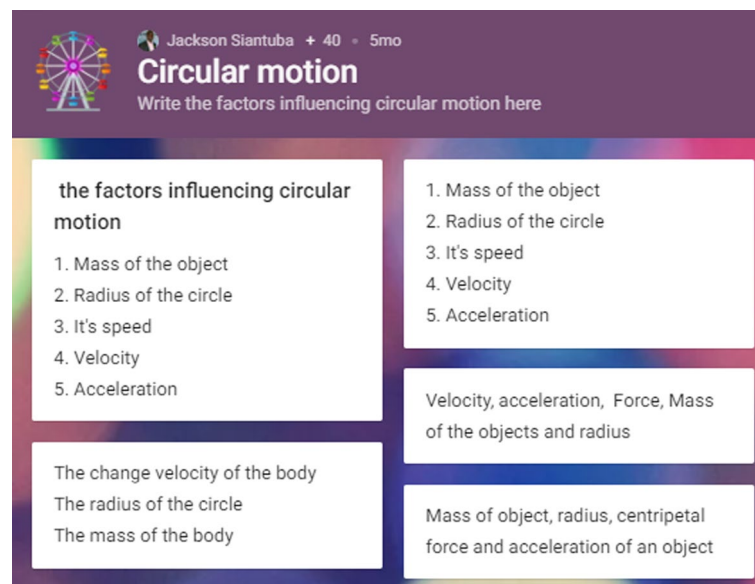 Jackson Siantuba + 40 • 5mo
Circular motion
Write the factors influencing circular motion here
the factors influencing circular
motion
1. Mass of the object
2. Radius of the circle
3. It's speed
4. Velocity
5. Acceleration
The change velocity of the body
The radius of the circle
The mass of the body
1. Mass of the object
2. Radius of the circle
3. It's speed
4. Velocity
5. Acceleration
Velocity, acceleration, Force, Mass
of the objects and radius
Mass of object, radius, centripetal
force and acceleration of an object